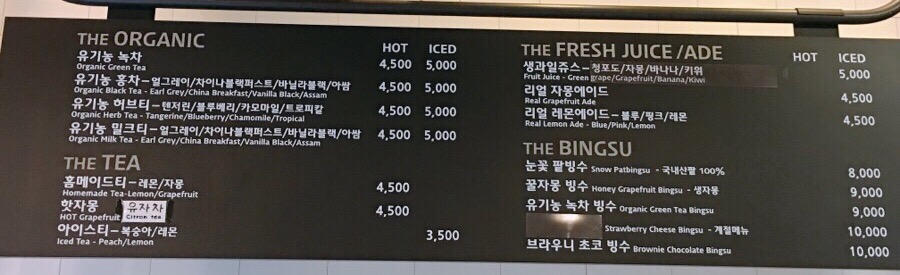 THE ORGANIC HOT ICED
유기농 녹차 4,500 5,000
Organic Green Tea
유기농 홍차 – 얼그레이/차이나블랙퍼스트/바닐라블랙/아쌈 4,500 5,000
Organic Black Tea - Earl Grey/China Breakfast/Vanilla Black/Assam
유기농 허브티 – 텐저린/블루베리/카모마일/트로피칼 4,500 5,000
Organic Herb Tea - Tangerine/Blueberry/Chamomile/Tropical
유기농 밀크티 – 얼그레이/차이나블랙퍼스트/바닐라블랙/아쌈 4,500 5,000
Organic Milk Tea - Earl Grey/China Breakfast/Vanilla Black/Assam
THE TEA
홈메이드티 – 레몬/자몽 4,500
Homemade Tea-Lemon/Grapefruit
핫자몽 유자차 4,500
HOT Grapefruit Citron tea
아이스티 – 복숭아/레몬 3,500
Iced Tea - Peach/Lemon
THE FRESH JUICE /ADE HOT ICED
생과일쥬스 – 청포도/자몽/바나나/키위 5,000
Fruit Juice - Green grape/Grapefruit/Banana/Kiwi
리얼 자몽에이드 4,500
Real Grapefruit Ade
리얼 레몬에이드 – 블루/핑크/레몬 4,500
Real Lemon Ade - Blue/Pink/Lemon
THE BINGSU
눈꽃 팥빙수 Snow Patbingsu - 국내산팥 100% 8,000
꿀자몽 빙수 Honey Grapefruit Bingsu - 생자몽 9,000
유기농 녹차 빙수 Organic Green Tea Bingsu 9,000
Strawberry Cheese Bingsu - 계절메뉴 10,000
브라우니 초코 빙수 Brownie Chocolate Bingsu 10,000